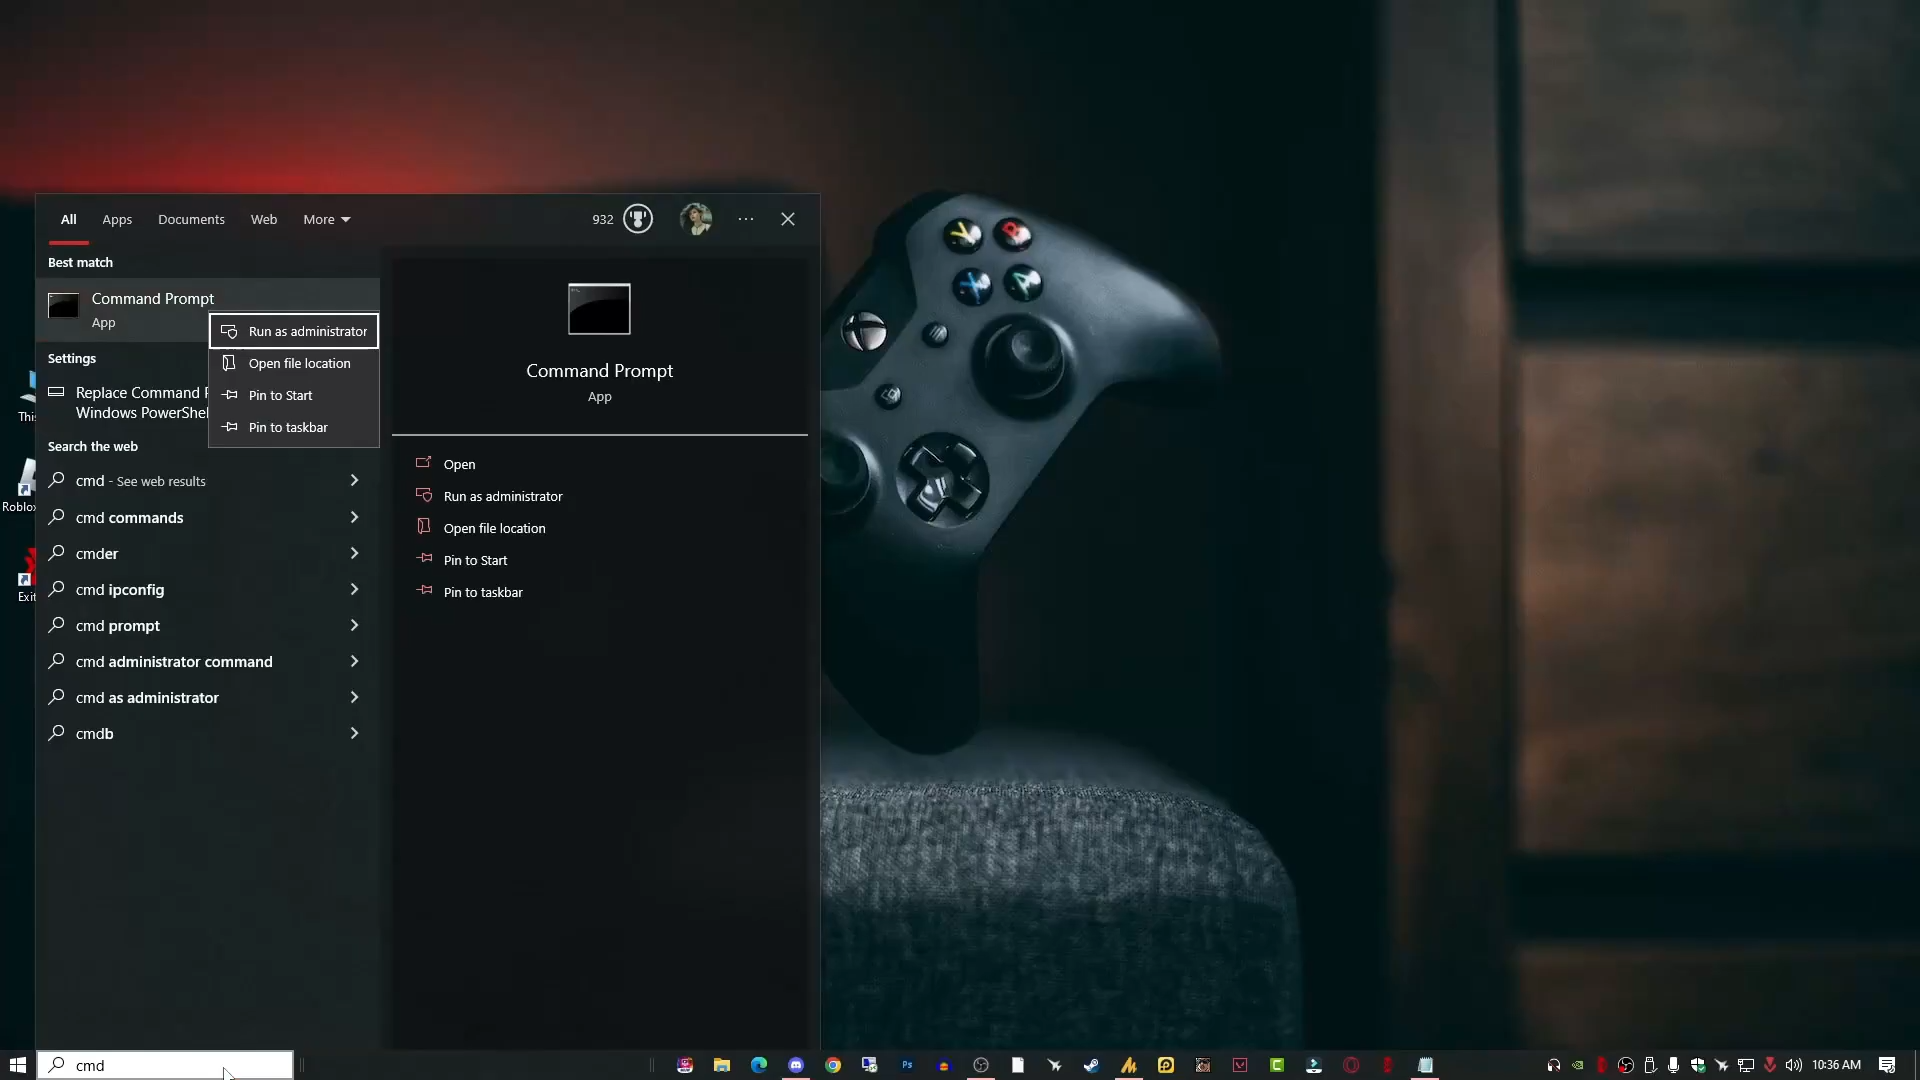 All
Apps
Documents
Web
More
932
Best match
Command Prompt
App
Run as administrator
Open file location
Pin to Start
Pin to taskbar
Settings
Replace Command
Windows
Search the web
cmd - See web results
cmd commands
cmder
cmd ipconfig
cmd prompt
cmd administrator command
cmd as administrator
cmdb
Command Prompt
App
Open
Run as administrator
Open file location
Pin to Start
Pin to taskbar
Roblox
Exit
Y
B
X
A
cmd
Ps
10:36 AM